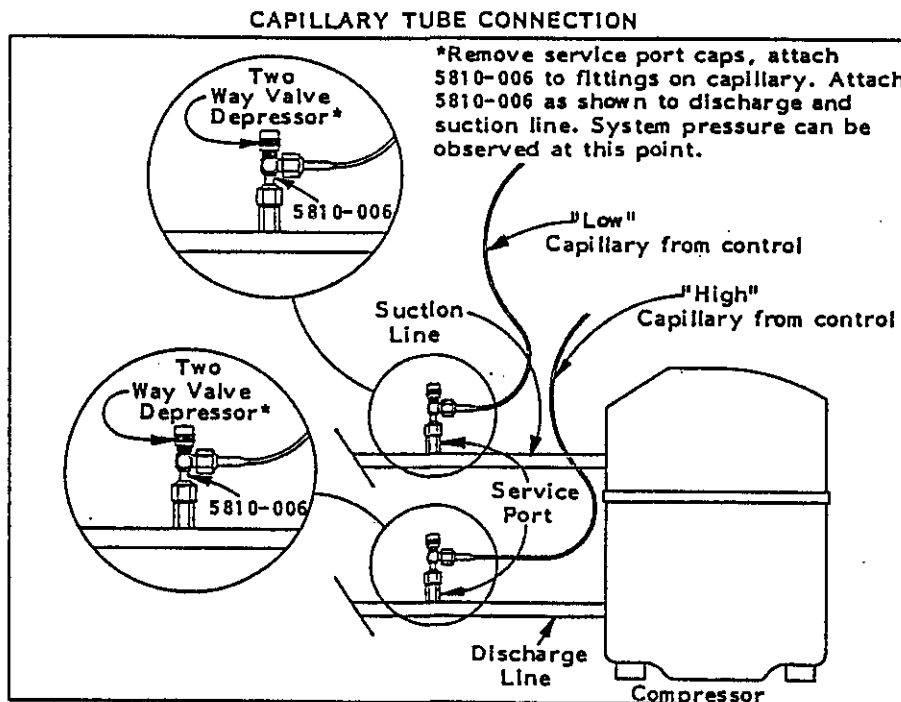 CAPILLARY TUBE CONNECTION
*Remove service port caps, attach
5810-006 to fittings on capillary. Attach
5810-006 as shown to discharge and
suction line. System pressure can be
observed at this point.
Two
Way Valve
Depressor*
5810-006
"Low"
Capillary from control
"High"
Capillary from control
Suction
Line
Two
Way Valve
Depressor*
5810-006
Service
Port
Discharge
Line
Compressor